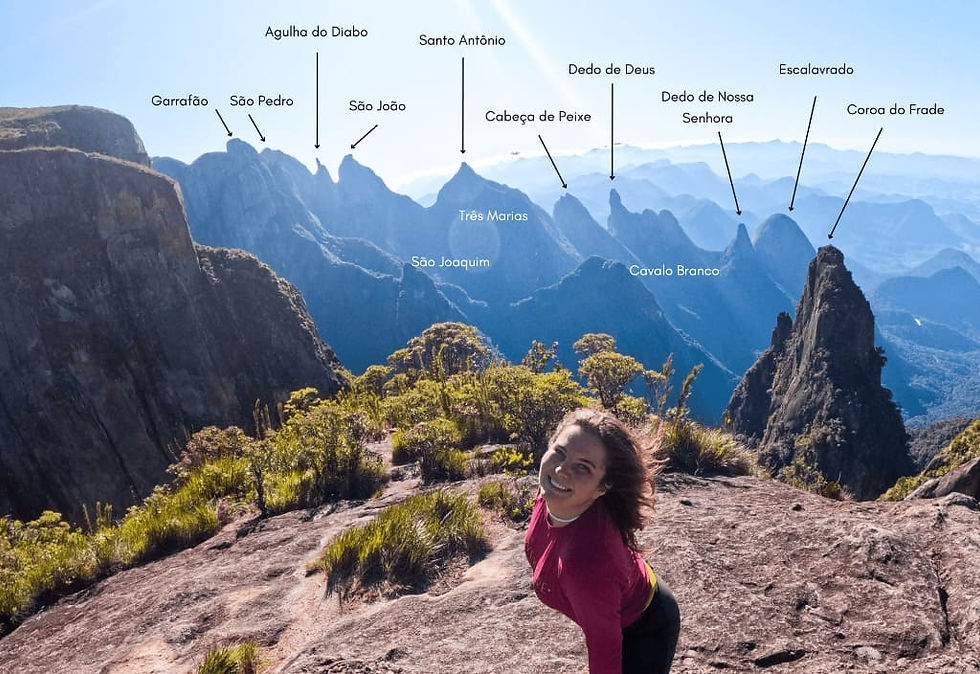 Agulha do Diabo
Santo Antônio
Dedo de Deus
Escalavrado
Garrafão
São Pedro
São João
Cabeça de Peixe
Dedo de Nossa
Senhora
Coroa do Frade
Três Marias
São Joaquim
Cavalo Branco